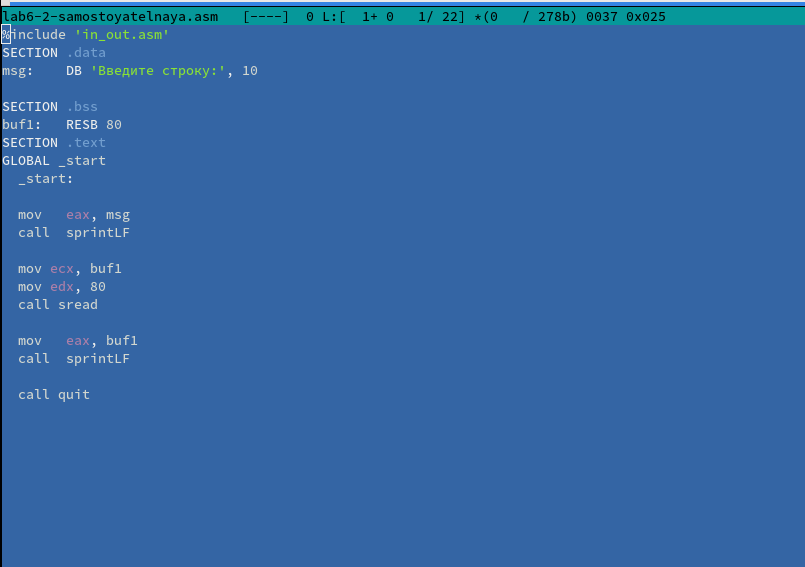 lab6-2-samostoyatelnaya.asm   [----]  0 L:[  1+ 0   1/ 22] *(0   / 278b) 0037 0x025
%include 'in_out.asm'
SECTION .data
msg:    DB 'Введите строку:', 10
SECTION .bss
buf1:   RESB 80
SECTION .text
GLOBAL _start
  _start:
  mov   eax, msg
  call  sprintLF
  mov ecx, buf1
  mov edx, 80
  call sread
  mov   eax, buf1
  call  sprintLF
  call quit